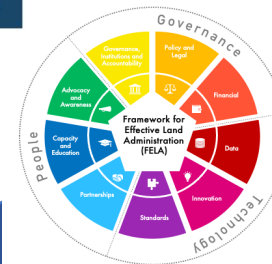 Governance
Governance,
Institutions and
Accountability
Policy and
Legal
Advocacy
and
Awareness
Financial
Framework for
Effective Land
Administration
(FELA)
Capacity
and
Education
Data
People
Partnerships
Innovation
Standards
Technology